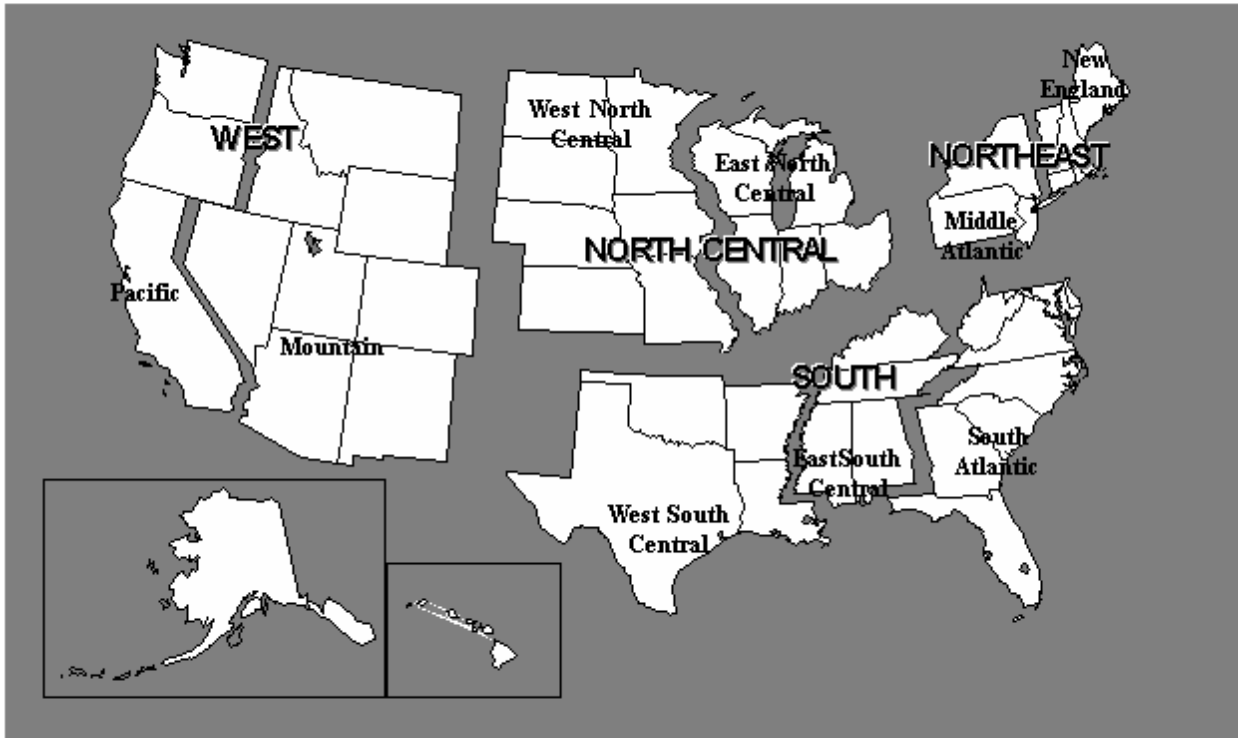 New
England
West North
Central
WEST
East North
Central
NORTHEAST
Middle
Atlantic
NORTH CENTRAL
Pacific
Mountain
SOUTH
South
Atlantic
EastSouth
Central
West South
Central